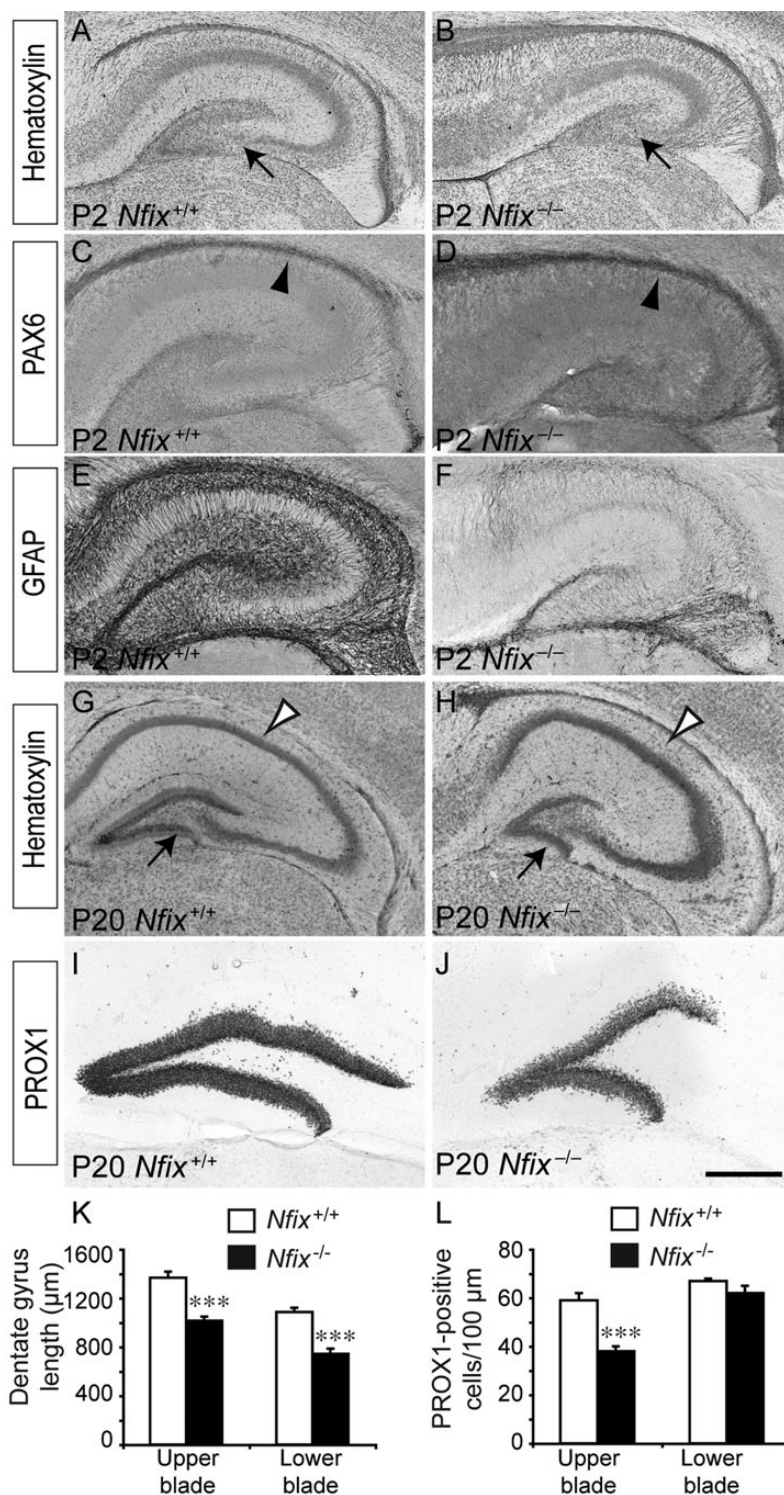 Hematoxylin
A
P2 Nfix+/+
B
P2 Nfix−/−
PAX6
C
P2 Nfix+/+
D
P2 Nfix−/−
GFAP
E
P2 Nfix+/+
F
P2 Nfix−/−
Hematoxylin
G
P20 Nfix+/+
H
P20 Nfix−/−
PROX1
I
P20 Nfix+/+
J
P20 Nfix−/−
K
Nfix+/+
Nfix-/-
Dentate gyrus
length (μm)
1600
1200
800
400
0
***
***
Upper
blade
Lower
blade
L
Nfix+/+
Nfix-/-
PROX1-positive
cells/100 μm
80
60
40
60
0
***
Upper
blade
Lower
blade